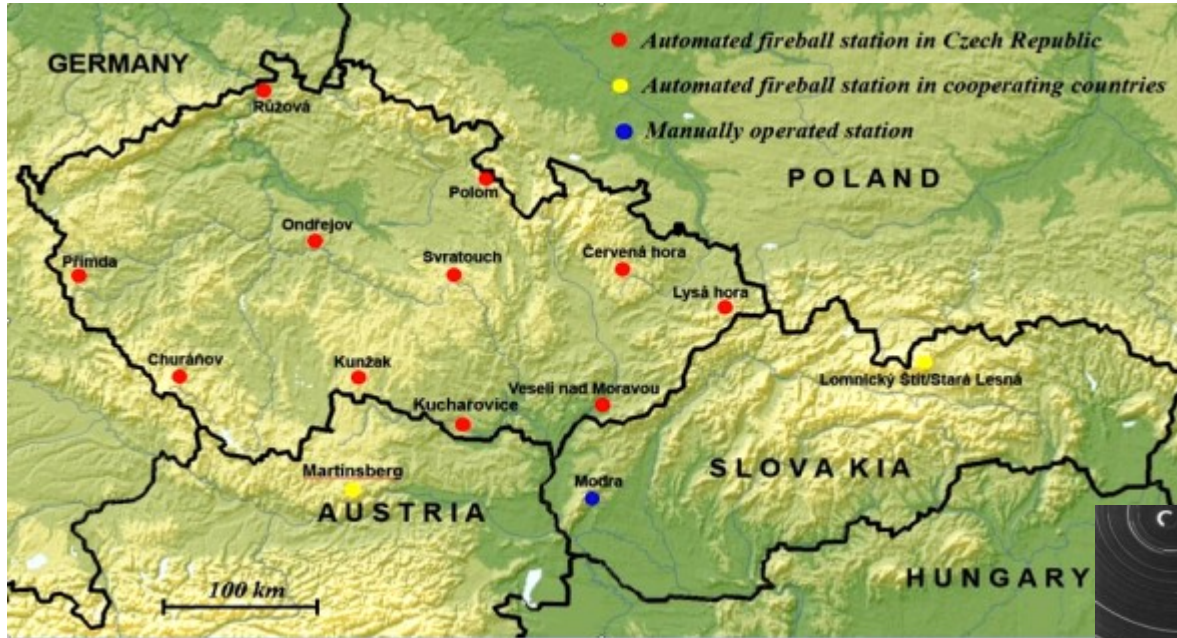 GERMANY
Automated fireball station in Czech Republic
Automated fireball station in cooperating countries
Manually operated station
Růžová
POLAND
Polom
Ondřejov
Svratouch
Červená hora
Přimda
Lysá hora
Churáňov
Kunžak
Lomnický Štít/Stará Lesná
Veselí nad Moravou
Kuchařovice
Martinsberg
SLOVAKIA
Modra
AUSTRIA
100 km
HUNGARY